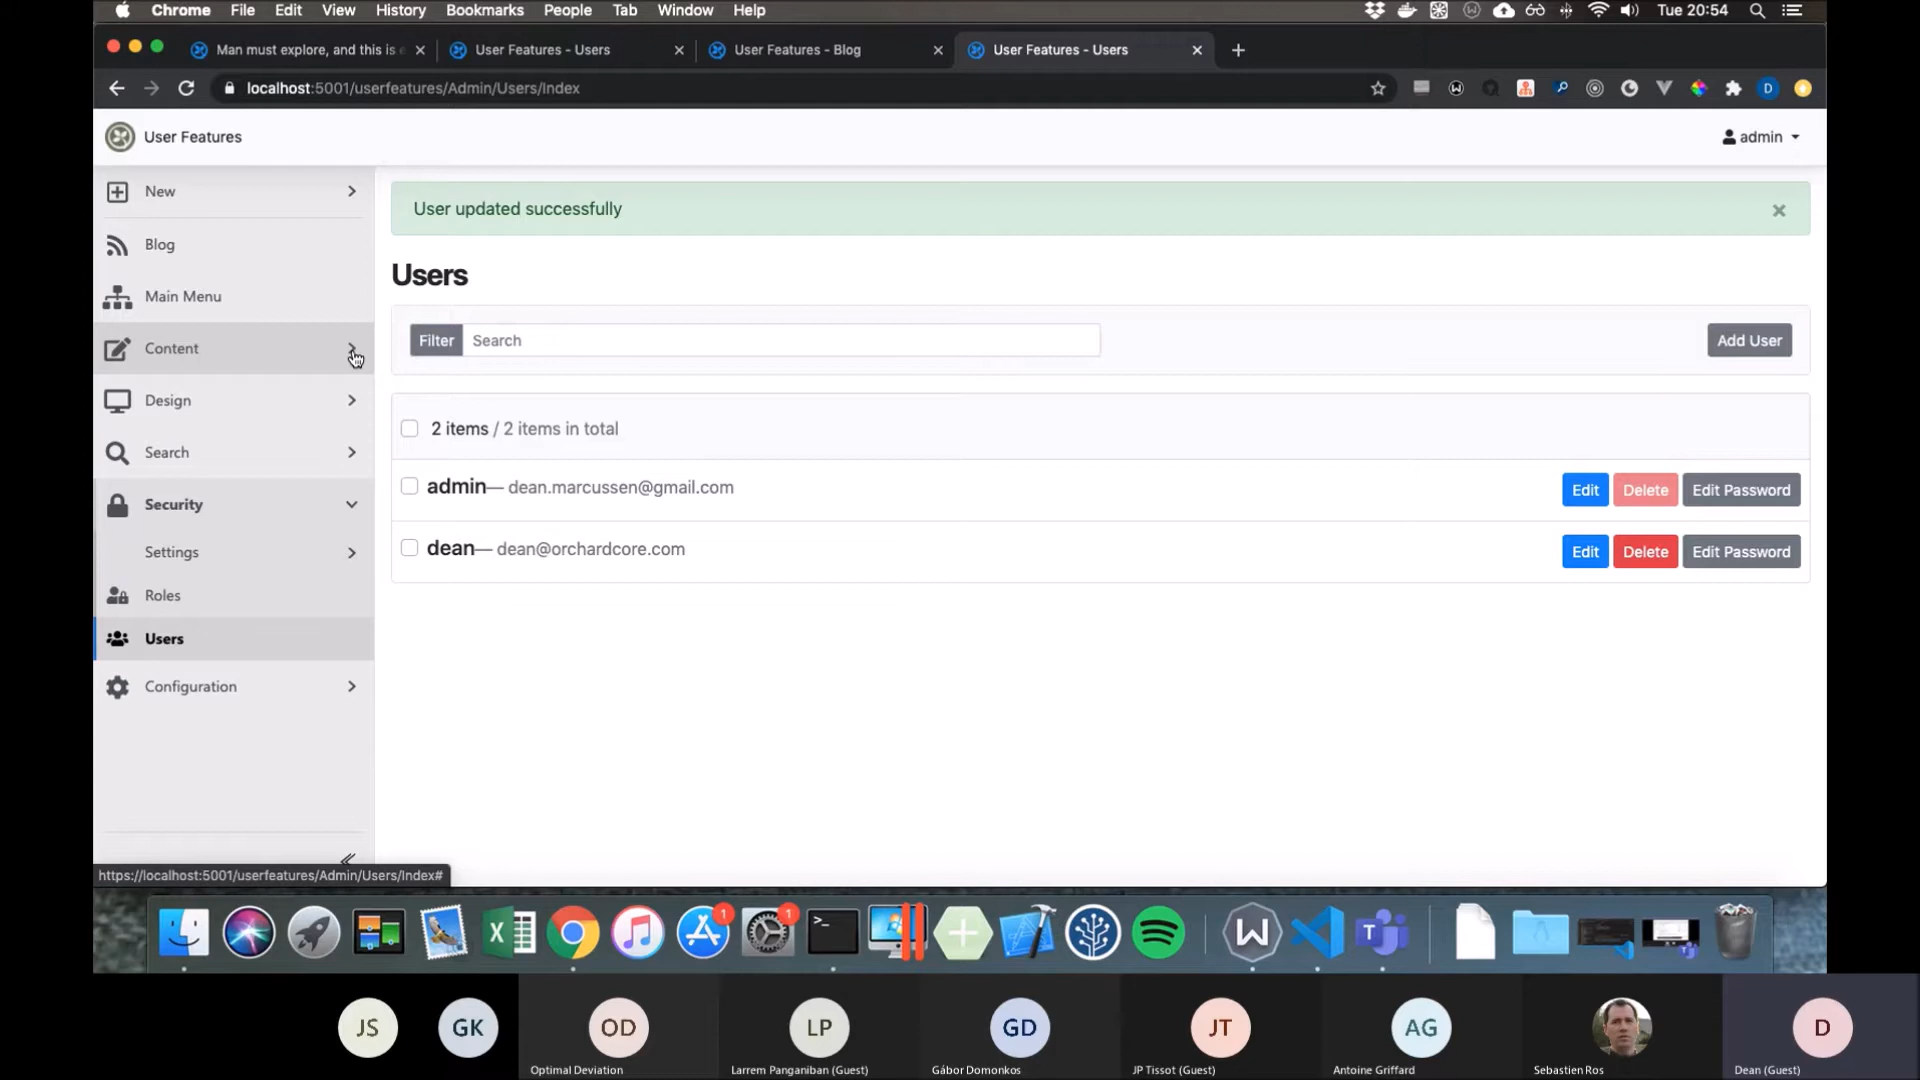 Chrome File Edit View History Bookmarks People Tab Window Help Tue 20:54
Man must explore, and this is e User Features - Users User Features - Blog User Features - Users
localhost:5001/userfeatures/Admin/Users/Index D
User Features admin
New
User updated successfully
Blog
Users
Main Menu
Filter Search Add User
Content
Design
2 items / 2 items in total
Search
admin— dean.marcussen@gmail.com Edit Delete Edit Password
Security
dean— dean@orchardcore.com Edit Delete Edit Password
Settings
Roles
Users
Configuration
https://localhost:5001/userfeatures/Admin/Users/Index#
1 1
JS GK OD LP GD JT AG D
Optimal Deviation Larrem Panganiban (Guest) Gábor Domonkos JP Tissot (Guest) Antoine Griffard Sebastien Ros Dean (Guest)